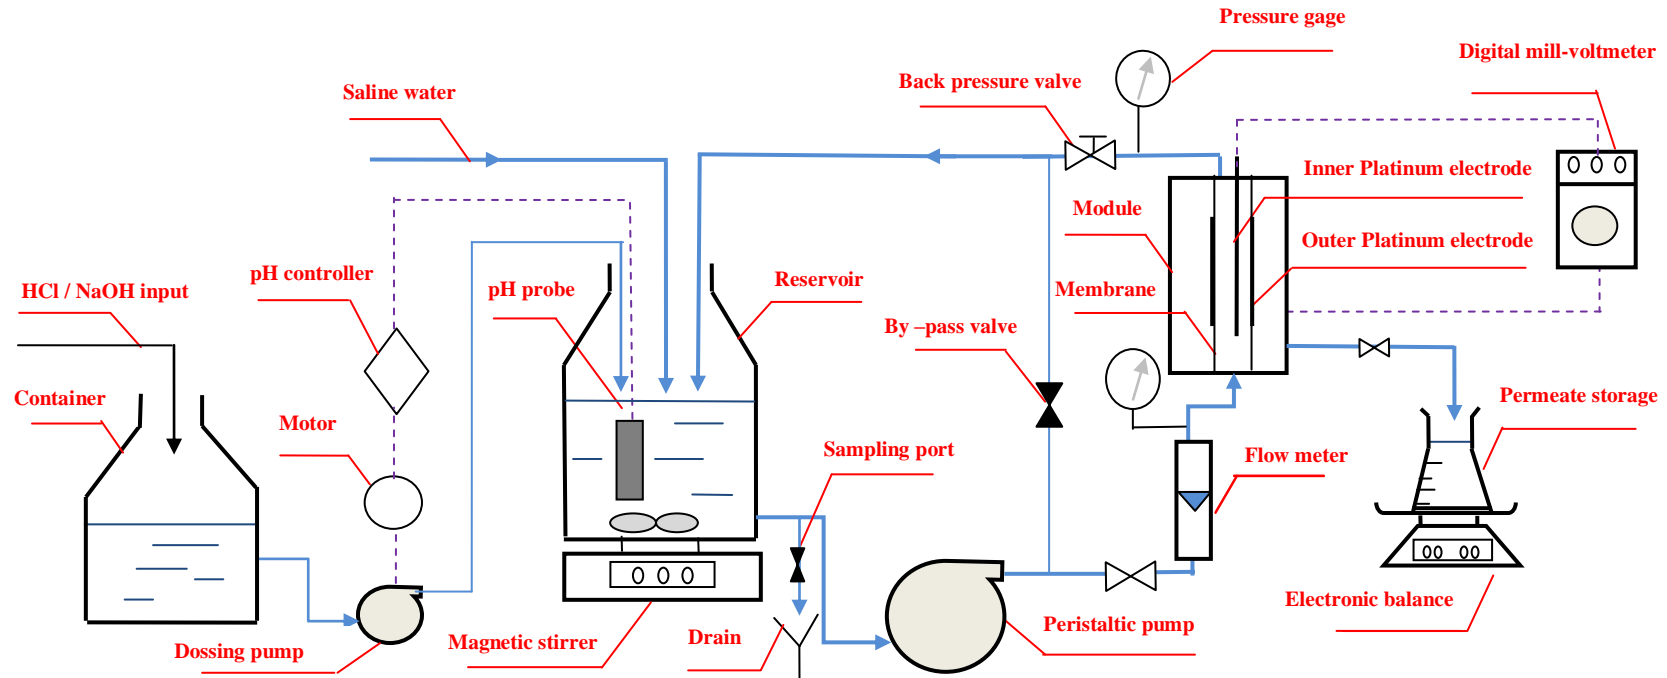 Pressure gage
Digital mill-voltmeter
Back pressure valve
Saline water
Inner Platinum electrode
Module
Outer Platinum electrode
pH controller
Reservoir
HCl / NaOH input
pH probe
Membrane
By –pass valve
Container
Permeate storage
Motor
Sampling port
Flow meter
Electronic balance
Peristaltic pump
Drain
Magnetic stirrer
Dossing pump